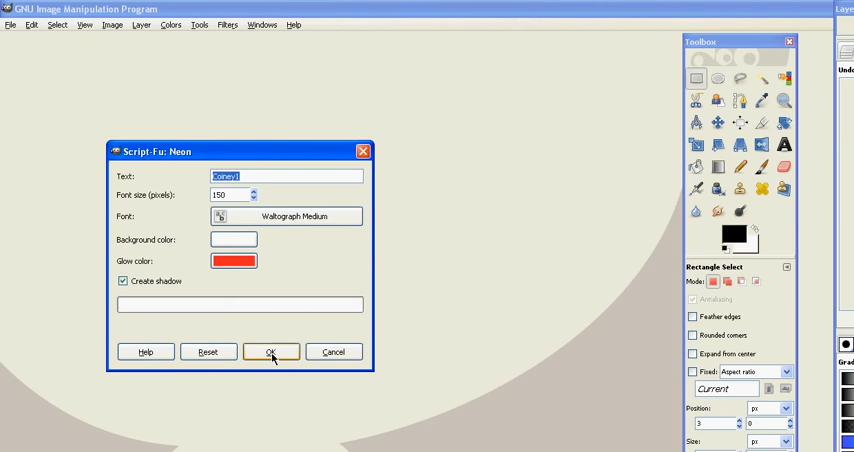 GNU Image Manipulation Program
Laye
File Edit Select View Image Layer Colors Tools Filters Windows Help
Toolbox
Undo
Script-Fu: Neon
Text: Coiney1
Font size (pixels): 150
Font: Waltograph Medium
Background color:
Glow color:
Create shadow
Help Reset OK Cancel
Rectangle Select
Mode:
Antialiasing
Feather edges
Rounded corners
Expand from center
Fixed: Aspect ratio
Current
Grad
Position: px
3 0
Size: px